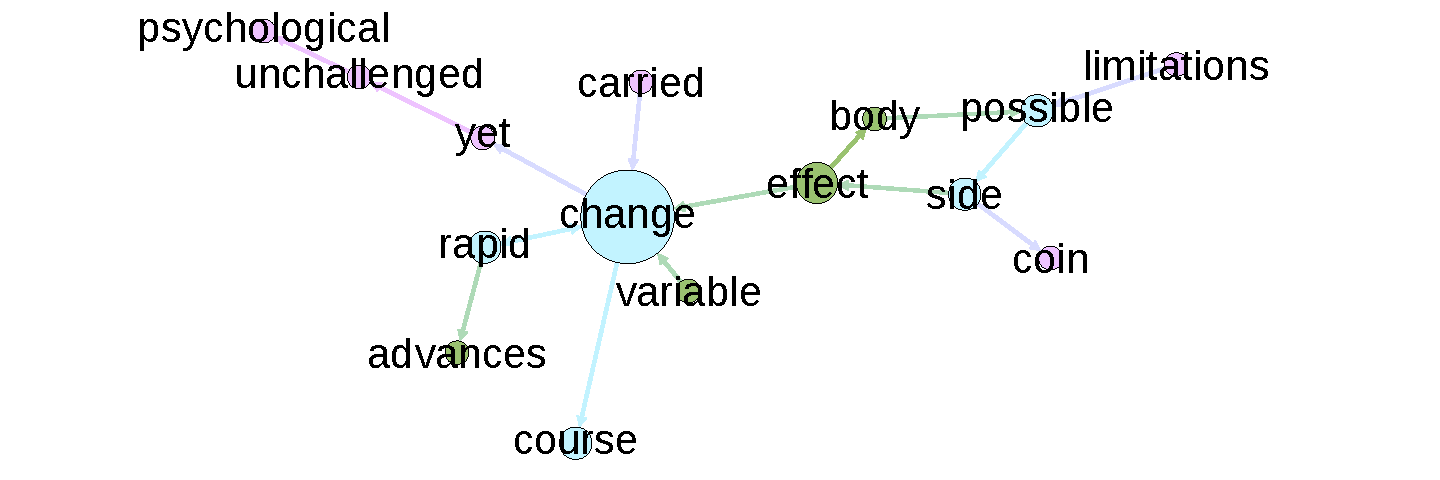 psychological
unchallenged
carried
limitations
yet
body
possible
effect
side
change
rapid
coin
variable
advances
course